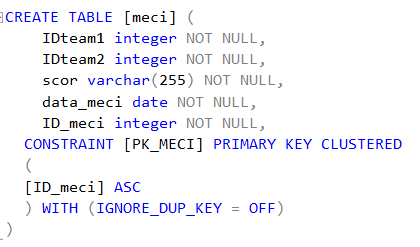 CREATE TABLE [meci] (
IDteam1 integer NOT NULL,
IDteam2 integer NOT NULL,
scor varchar(255) NOT NULL,
data_meci date NOT NULL,
ID_meci integer NOT NULL,
CONSTRAINT [PK_MECI] PRIMARY KEY CLUSTERED
(
[ID_meci] ASC
) WITH (IGNORE_DUP_KEY = OFF)
)